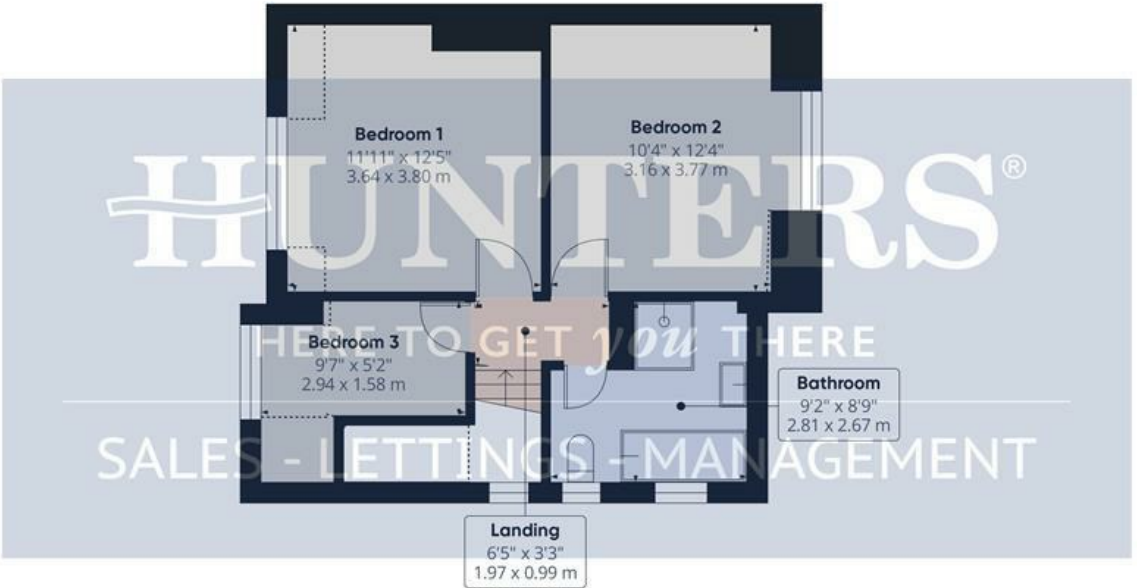 Bedroom 1
11'11" x 12'5"
3.64 x 3.80 m
Bedroom 2
10'4" x 12'4"
3.16 x 3.77 m
HUNTERS®
HERE TO GET you THERE
Bedroom 3
9'7" x 5'2"
2.94 x 1.58 m
Bathroom
9'2" x 8'9"
2.81 x 2.67 m
SALES - LETTINGS - MANAGEMENT
Landing
6'5" x 3'3"
1.97 x 0.99 m